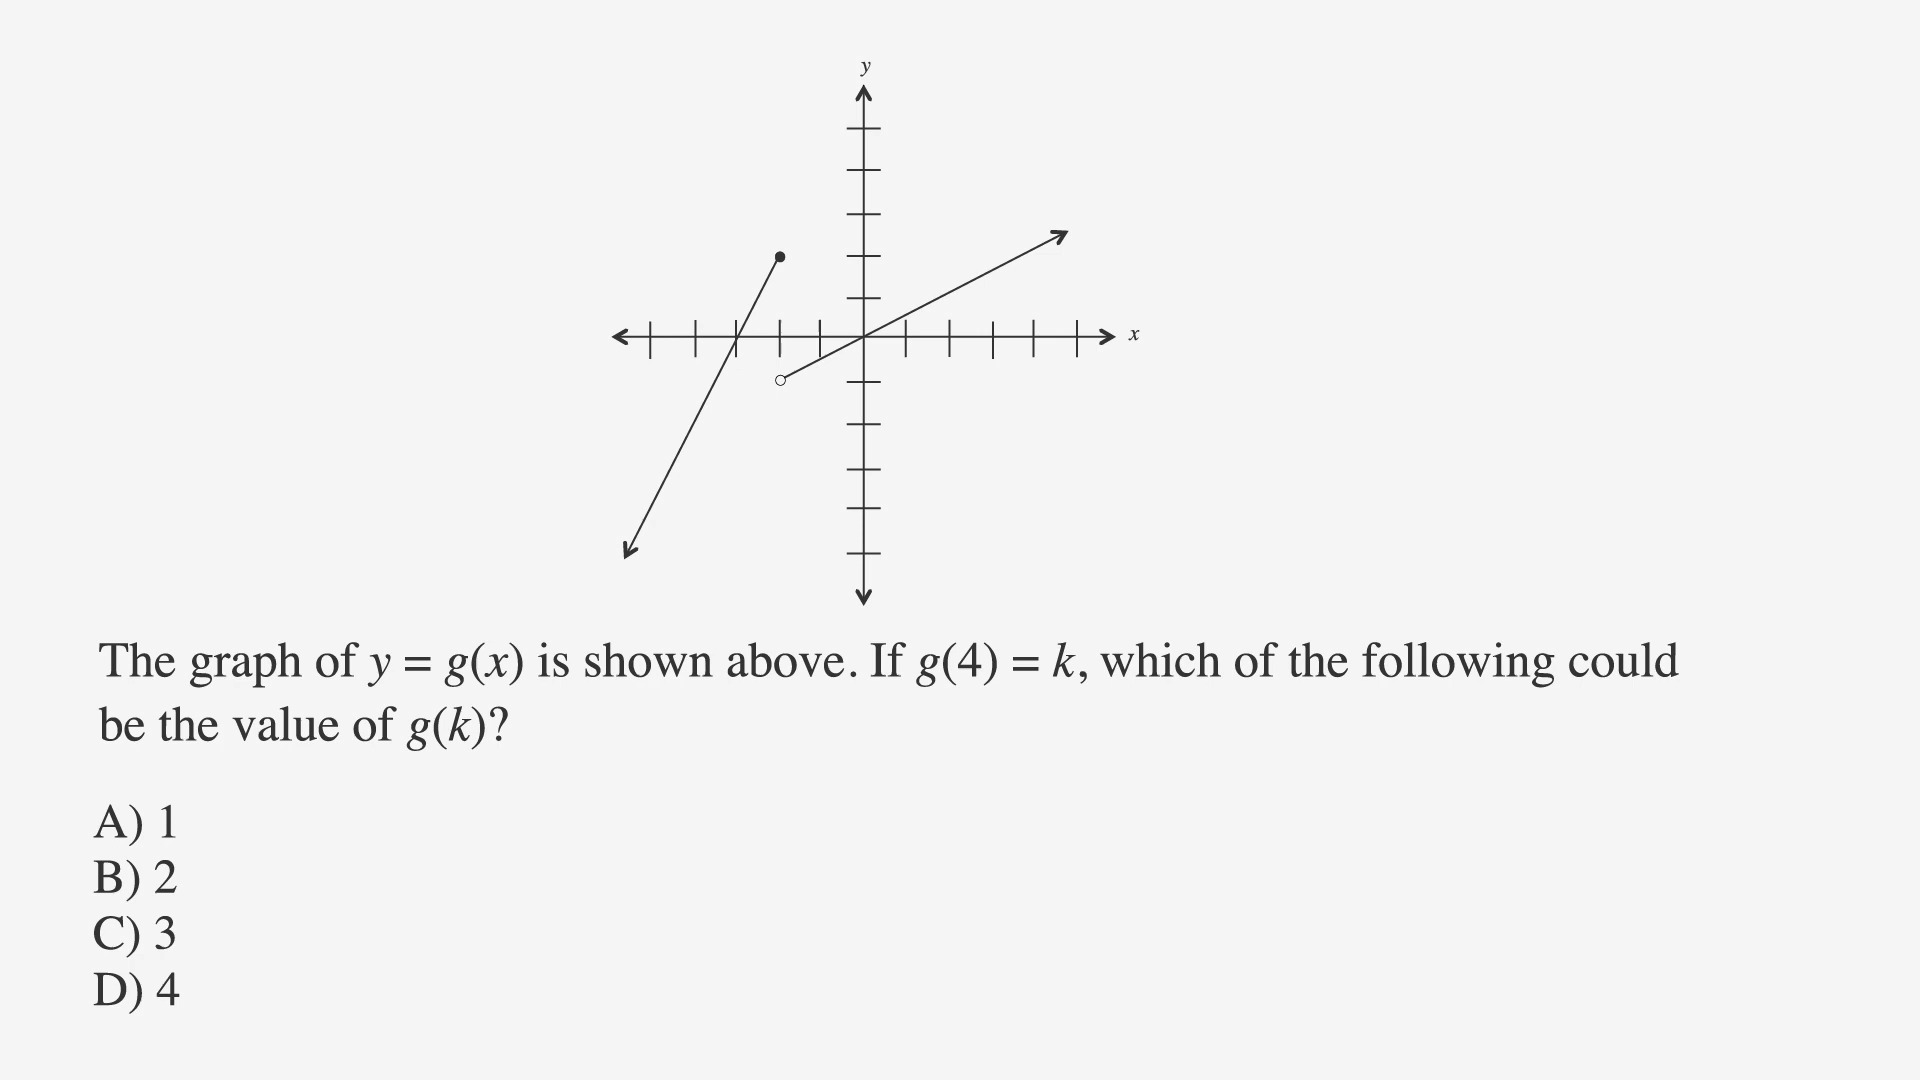 y
x
The graph of y = g(x) is shown above. If g(4) = k, which of the following could
be the value of g(k)?
A) 1
B) 2
C) 3
D) 4